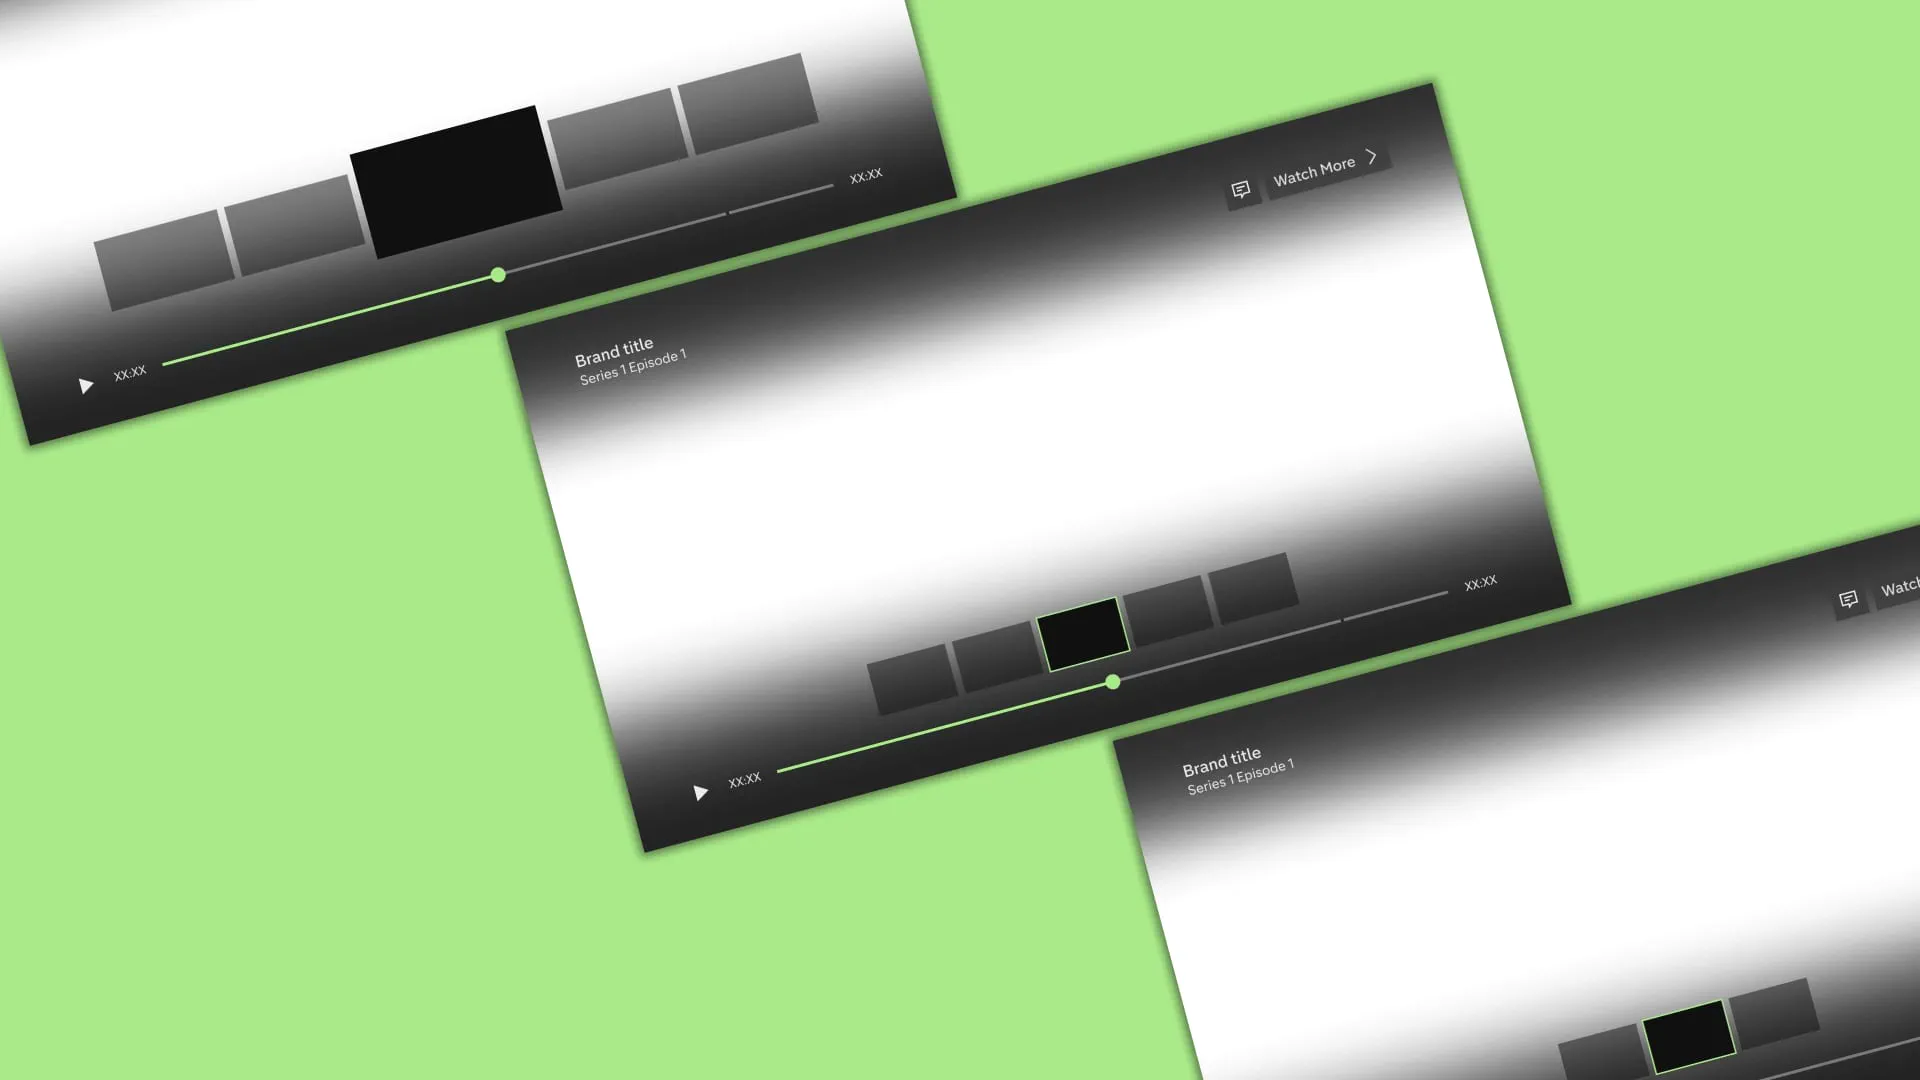 XX:XX
XX:XX
Watch More
Brand title
Series 1 Episode 1
XX:XX
XX:XX
Watch
Brand title
Series 1 Episode 1